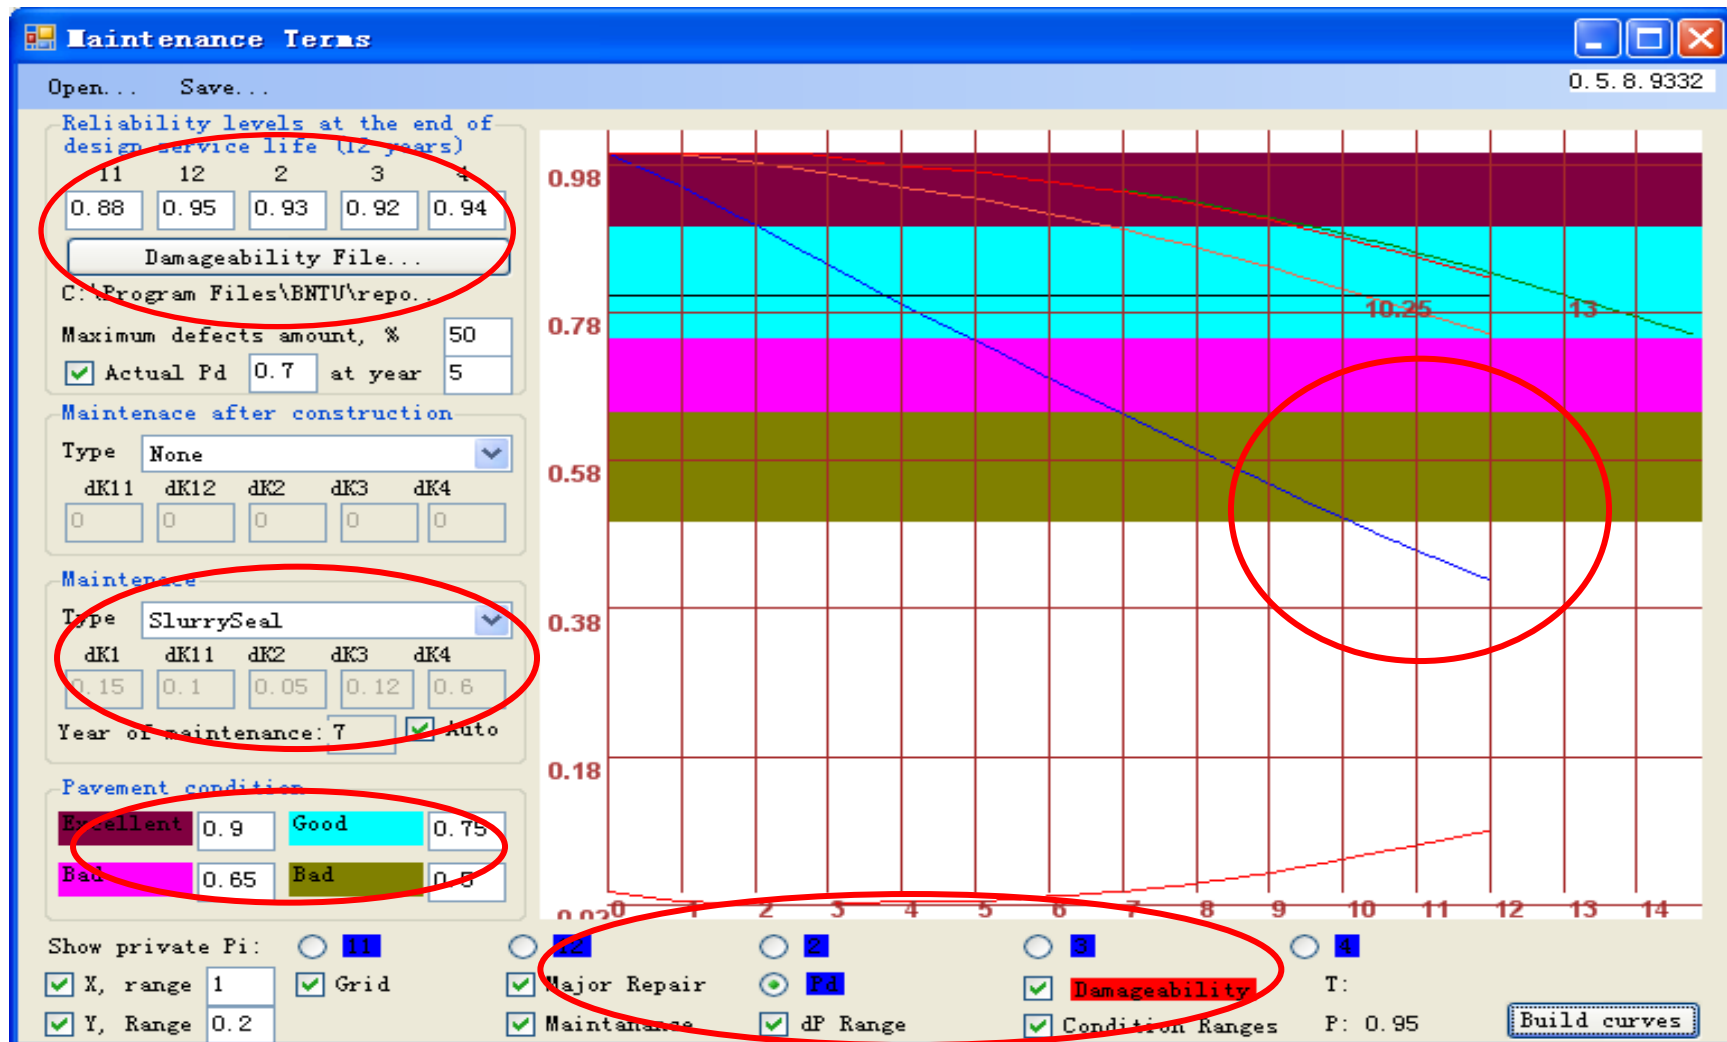 Maintenance Terms
Open... Save...
0.5.8.9332
Reliability levels at the end of
design service life (12 years)
11 12 2 3 4
0.88 0.95 0.93 0.92 0.94
Damageability File...
C:\Program Files\BNTU\repo...
Maximum defects amount, % 50
Actual Pd 0.7 at year 5
Maintenace after construction
Type None
dK11 dK12 dK2 dK3 dK4
0 0 0 0 0
Maintenace
Type SlurrySeal
dK1 dK11 dK2 dK3 dK4
0.15 0.1 0.05 0.12 0.6
Year of maintenance: 7 Auto
Pavement condition
Excellent 0.9 Good 0.75
Bad 0.65 Bad 0.5
0.98
0.78
0.58
0.38
0.18
10.25 13
0 1 2 3 4 5 6 7 8 9 10 11 12 13 14
Show private Pi: 11 12 2 3 4
X, range 1 Grid Major Repair Pd Damageability T:
Y, Range 0.2 Maintanance dP Range Condition Ranges P: 0.95 Build curves